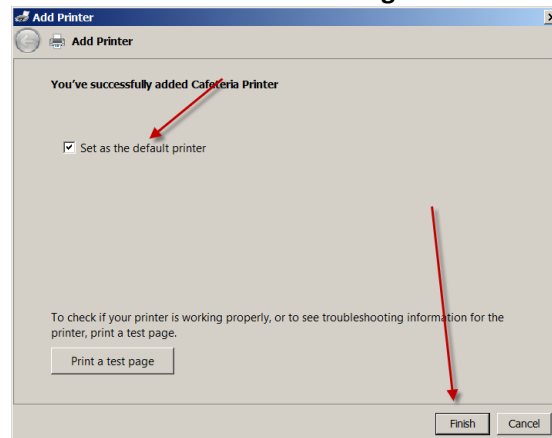 Add Printer
Add Printer
You've successfully added Cafeteria Printer
Set as the default printer
To check if your printer is working properly, or to see troubleshooting information for the
printer, print a test page.
Print a test page
Finish Cancel